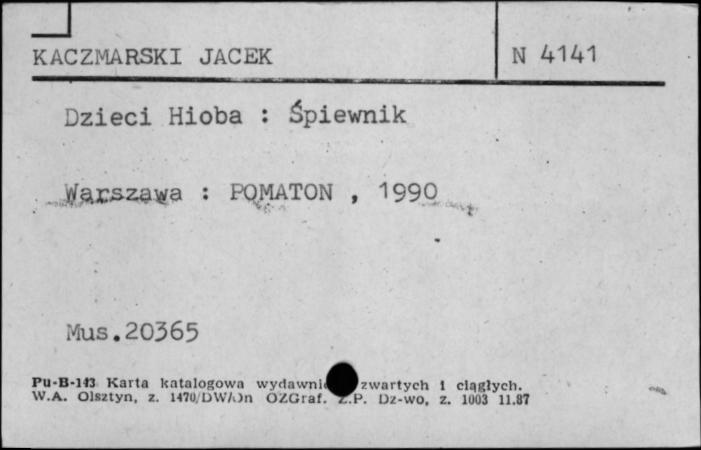 KACZMARSKI JACEK
N 4141
Dzieci Hioba : Śpiewnik
Warszawa : POMATON , 1990
Mus.20365
Pu-B-143 Karta katalogowa wydawni zwartych i ciągłych.
W.A. Olsztyn, z. 1470/DW/On OZGraf. Z.P. Dz-wo, z. 1003 11.87